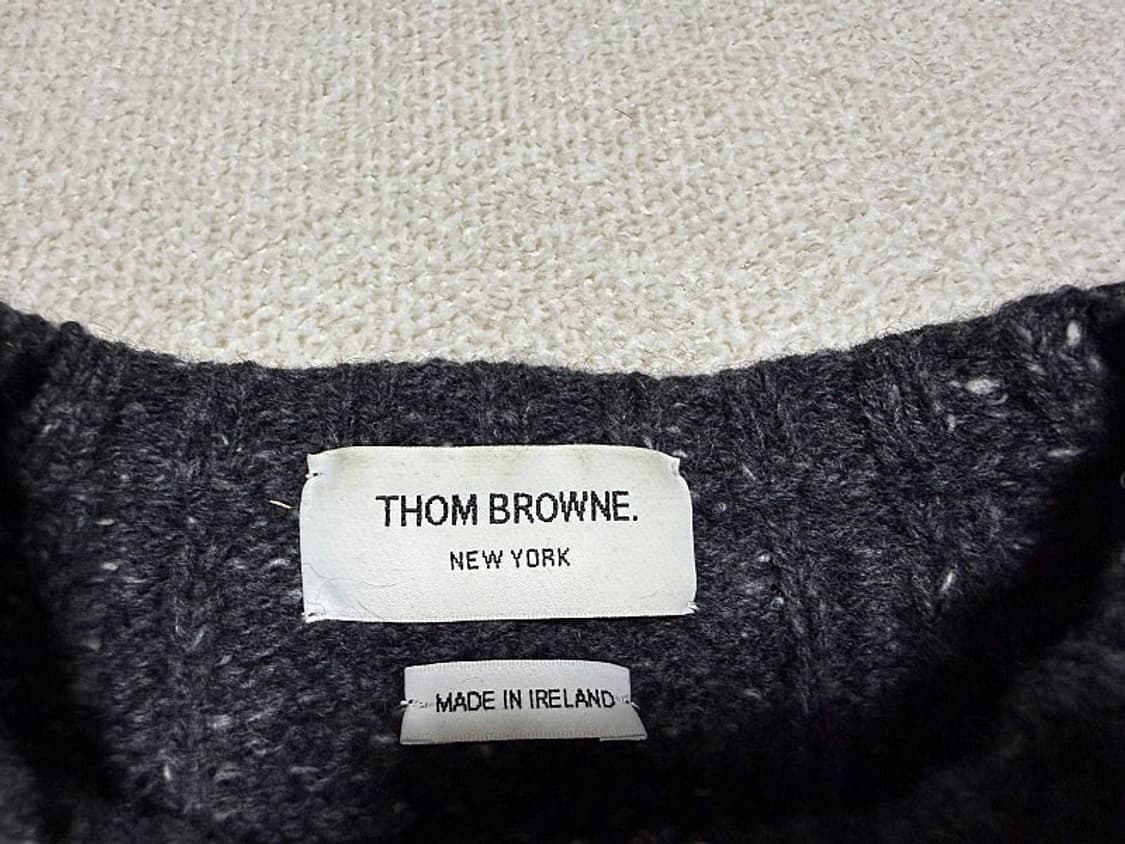 THOM BROWNE.
NEW YORK
MADE IN IRELAND